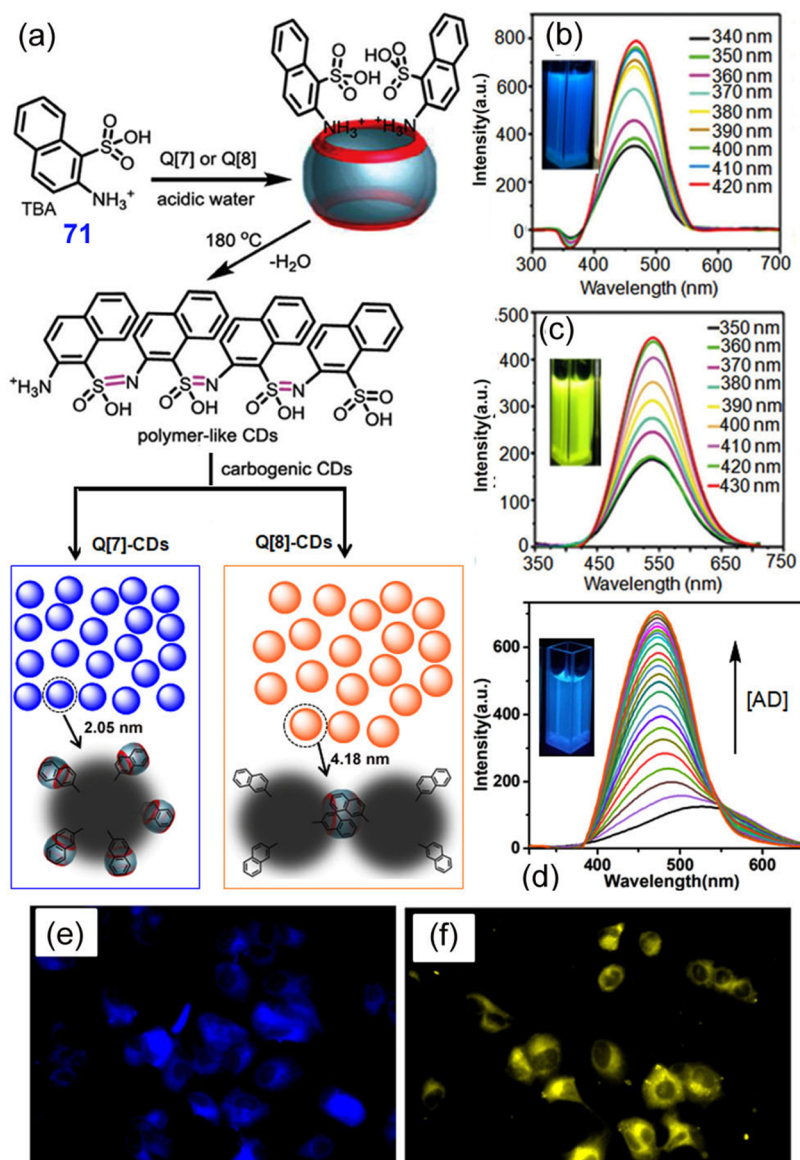 (a)
OH
HO
NH3+ +H3N
TBA
71
Q[7] or Q[8]
acidic water
180 °C
-H2O
polymer-like CDs
carbogenic CDs
Q[7]-CDs
Q[8]-CDs
2.05 nm
4.18 nm
(b)
340 nm
350 nm
360 nm
370 nm
380 nm
390 nm
400 nm
410 nm
420 nm
Intensity(a.u.)
800
600
400
200
0
300 400 500 600 700
Wavelength (nm)
(c)
350 nm
360 nm
370 nm
380 nm
390 nm
400 nm
410 nm
420 nm
430 nm
Intensity(a.u.)
500
400
300
200
100
0
350 450 550 650 750
Wavelength (nm)
[AD]
Intensity(a.u.)
600
400
200
0
400 500 600
Wavelength(nm)
(d)
(e)
(f)